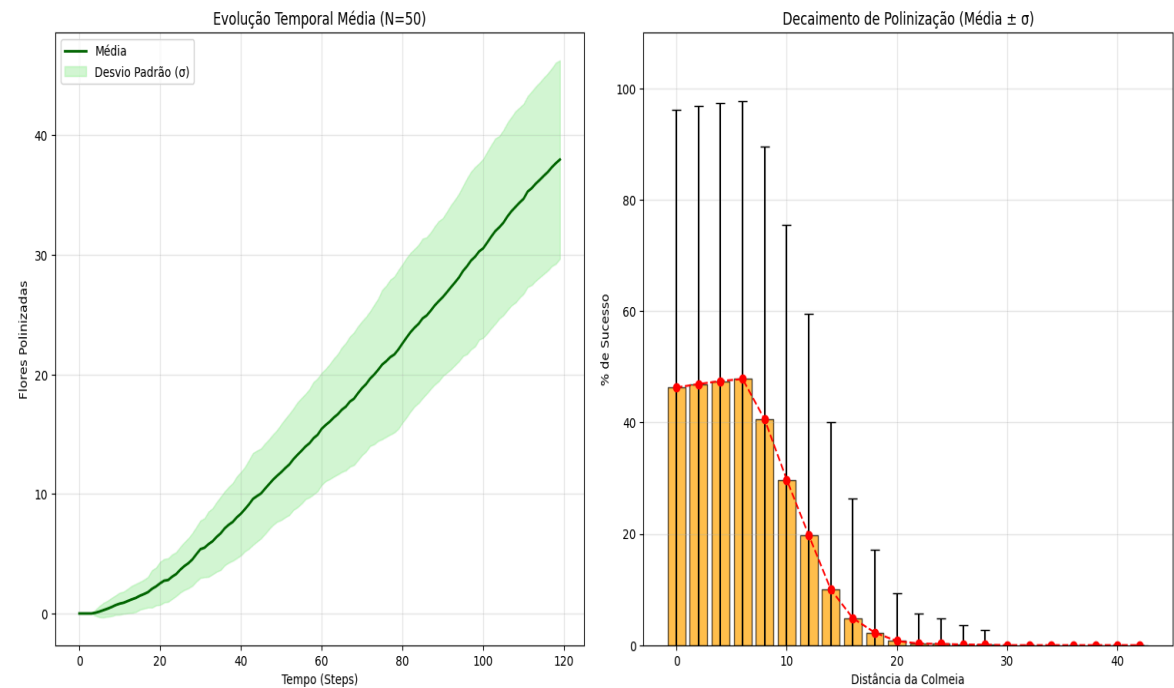 Evolução Temporal Média (N=50)
Média
Desvio Padrão (σ)
Flores Polinizadas
40
30
20
10
0
0 20 40 60 80 100 120
Tempo (Steps)
Decaimento de Polinização (Média ± σ)
% de Sucesso
100
80
60
40
20
0
0 10 20 30 40
Distância da Colmeia